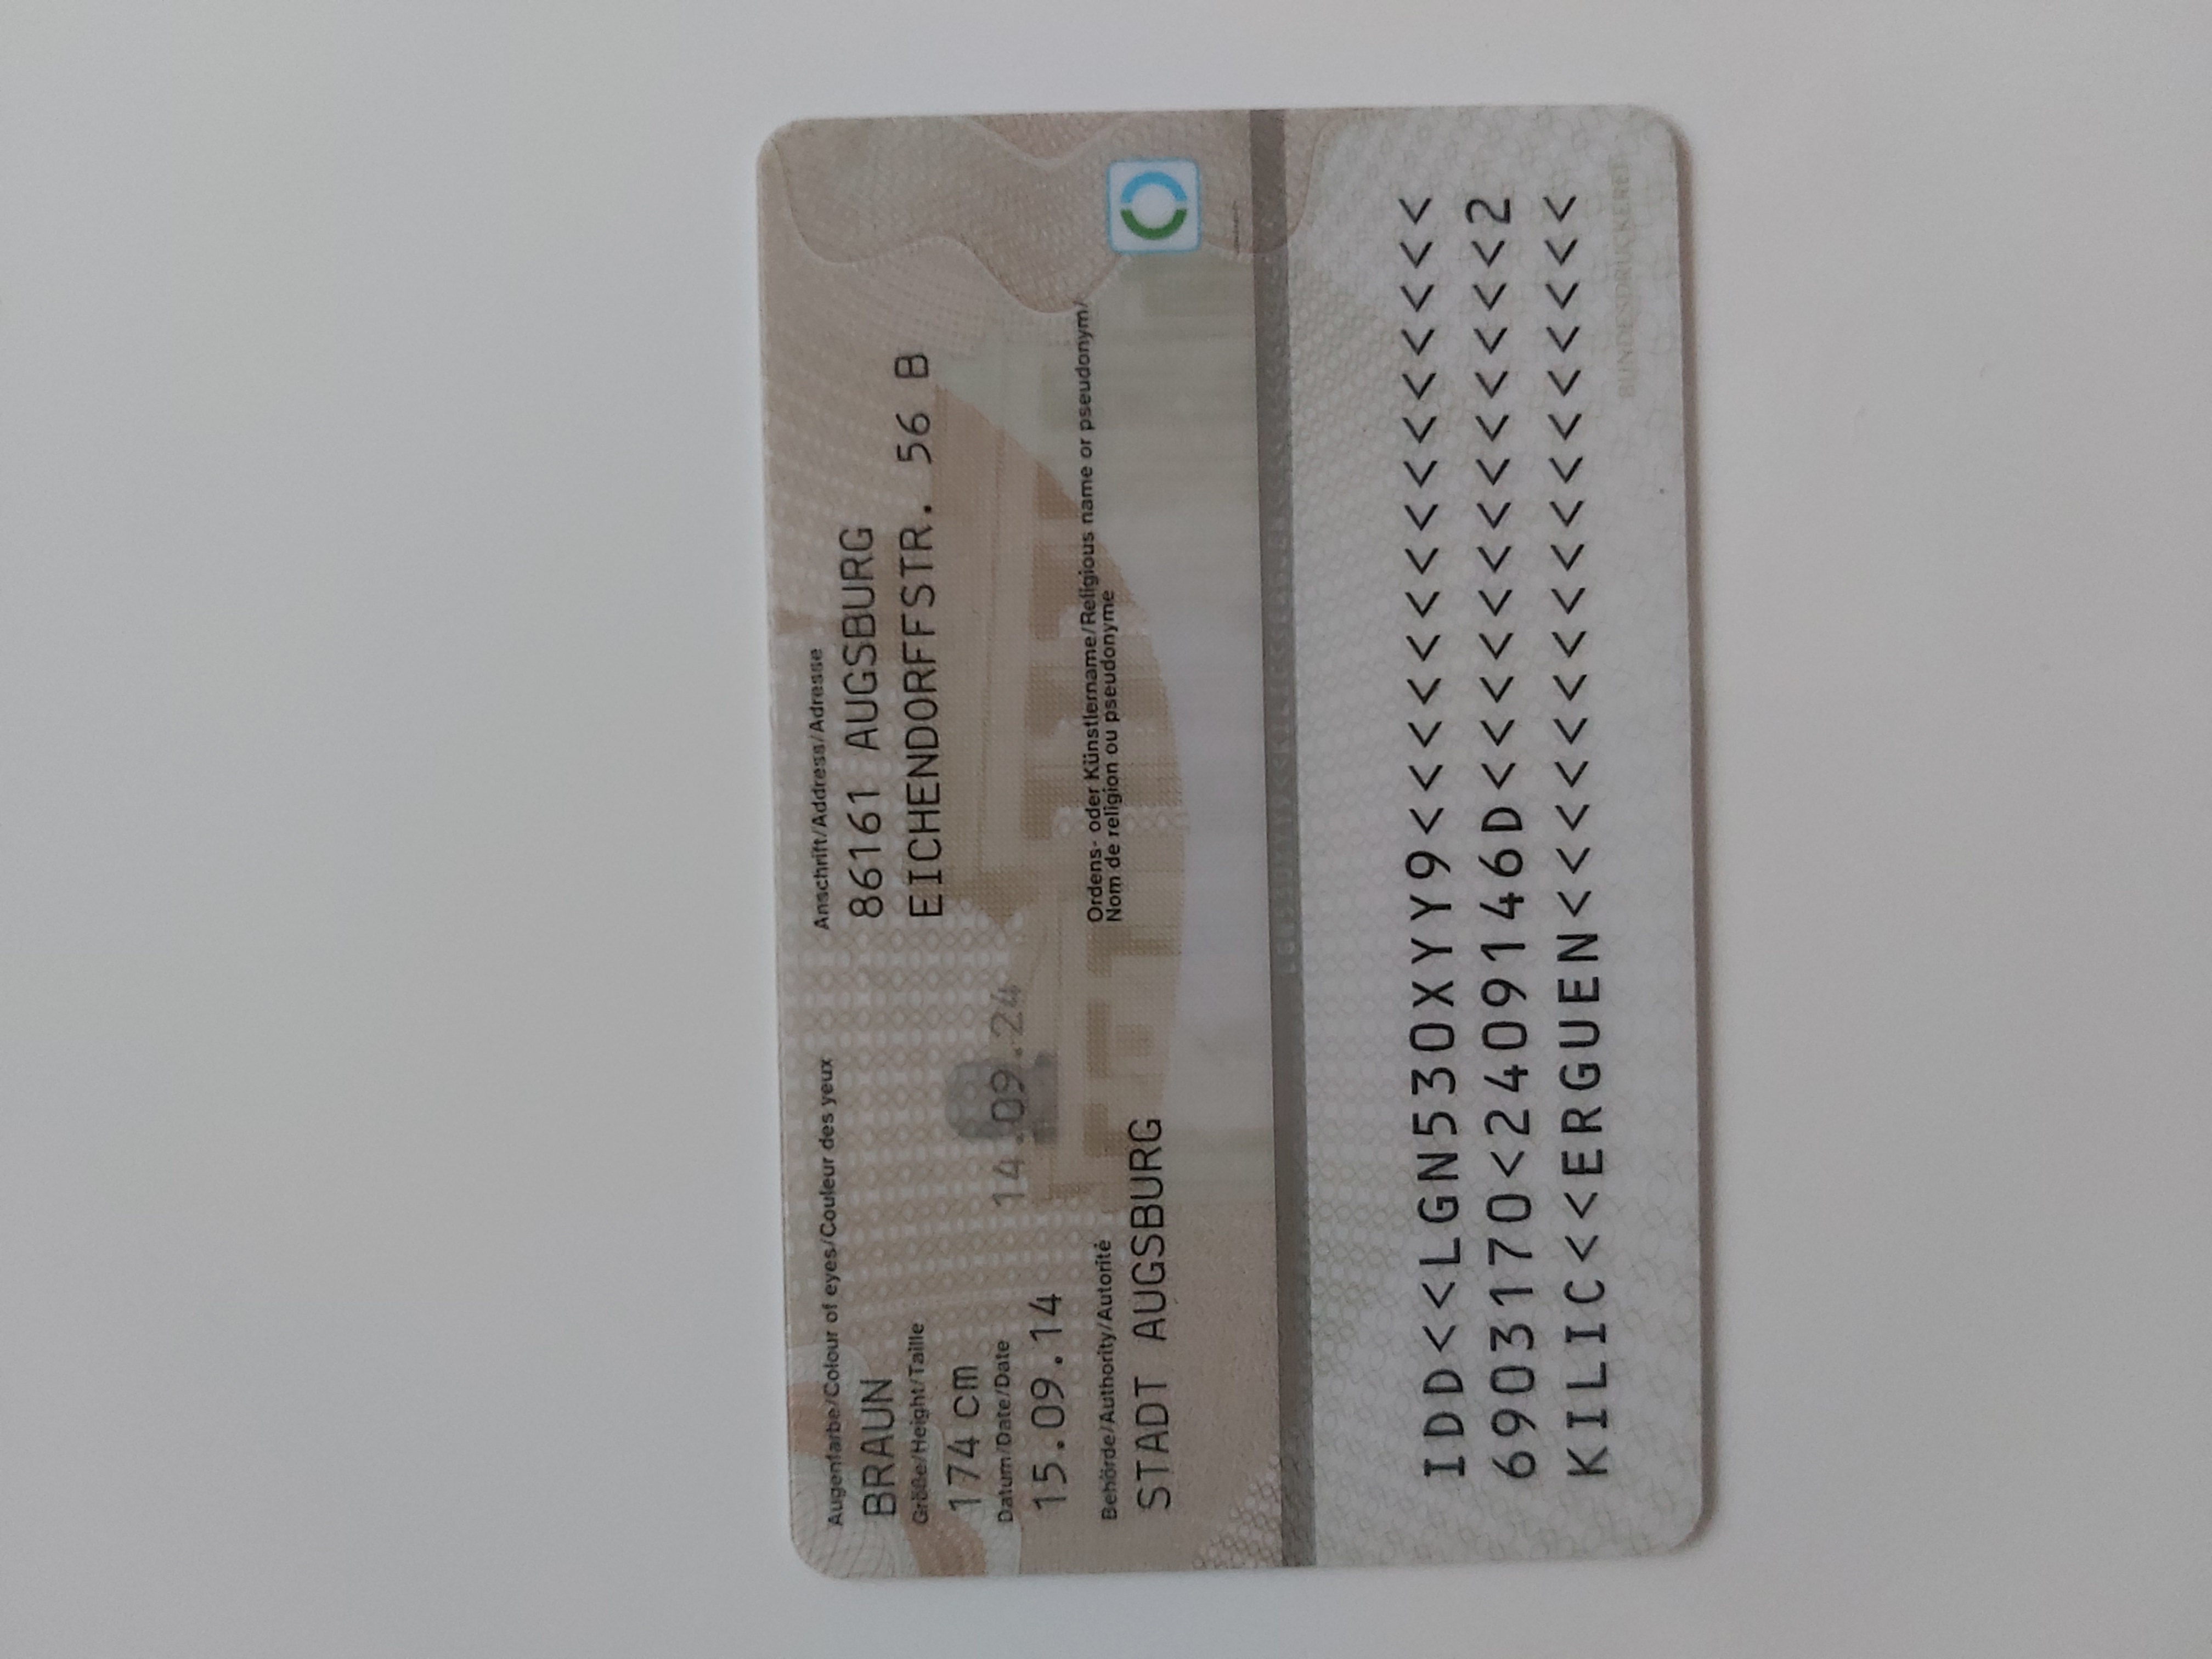 Augenfarbe/Colour of eyes/Couleur des yeux
BRAUN
Größe/Height/Taille
174 cm
Datum/Date/Date
15.09.14
14.09.24
Behörde/Authority/Autorité
STADT AUGSBURG
Anschrift/Address/Adresse
86161 AUGSBURG
EICHENDORFFSTR. 56 B
Ordens- oder Künstlername/Religious name or pseudonym/
Nom de religion ou pseudonyme
IDD<<LGN530XYY9<<<<<<<<<<<<<<<
6903170<2409146D<<<<<<<<<<<<<2
KILIC<<ERGUEN<<<<<<<<<<<<<<<<<
BUNDESDRUCKEREI